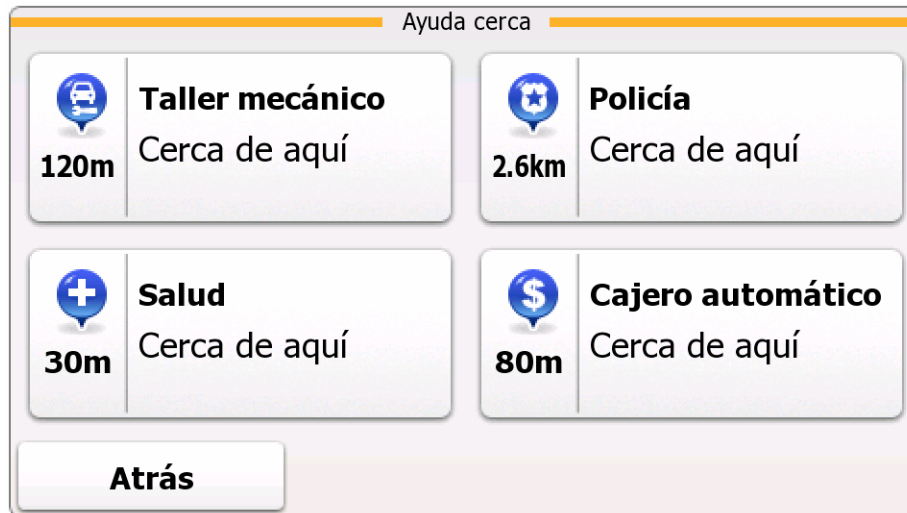 Ayuda cerca
Taller mecánico
Cerca de aquí
120m
Policía
Cerca de aquí
2.6km
Salud
Cerca de aquí
30m
Cajero automático
Cerca de aquí
80m
Atrás